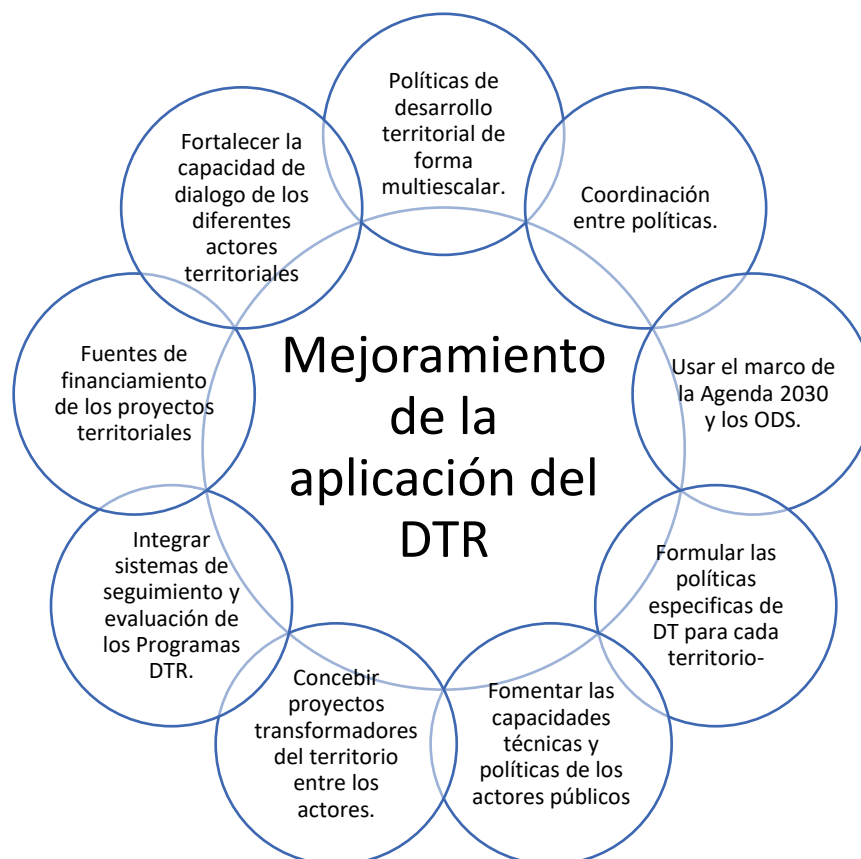 Políticas de
desarrollo
territorial de
forma
multiescalar.
Coordinación
entre políticas.
Usar el marco de
la Agenda 2030
y los ODS.
Formular las
políticas
especificas de
DT para cada
territorio-
Fomentar las
capacidades
técnicas y
políticas de los
actores públicos
Concebir
proyectos
transformadores
del territorio
entre los
actores.
Integrar
sistemas de
seguimiento y
evaluación de
los Programas
DTR.
Fuentes de
financiamiento
de los proyectos
territoriales
Fortalecer la
capacidad de
dialogo de los
diferentes
actores
territoriales
Mejoramiento
de la
aplicación del
DTR